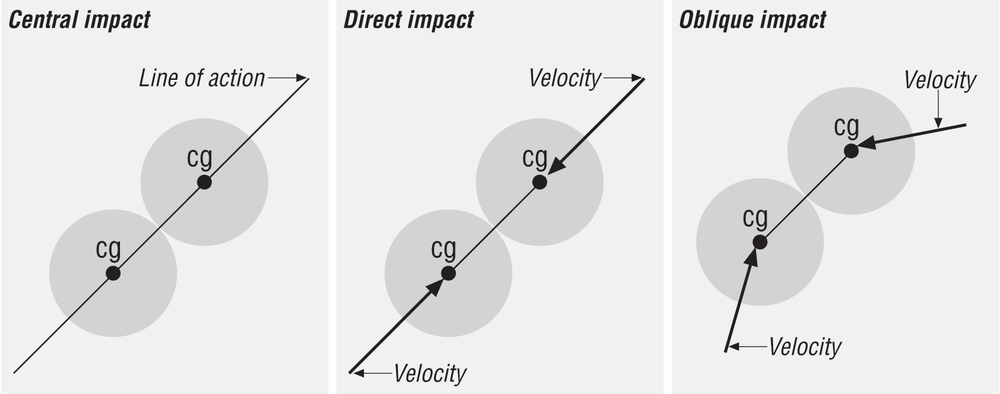 Central impact
Line of action
cg
cg
Direct impact
Velocity
cg
cg
Velocity
Oblique impact
Velocity
cg
cg
Velocity